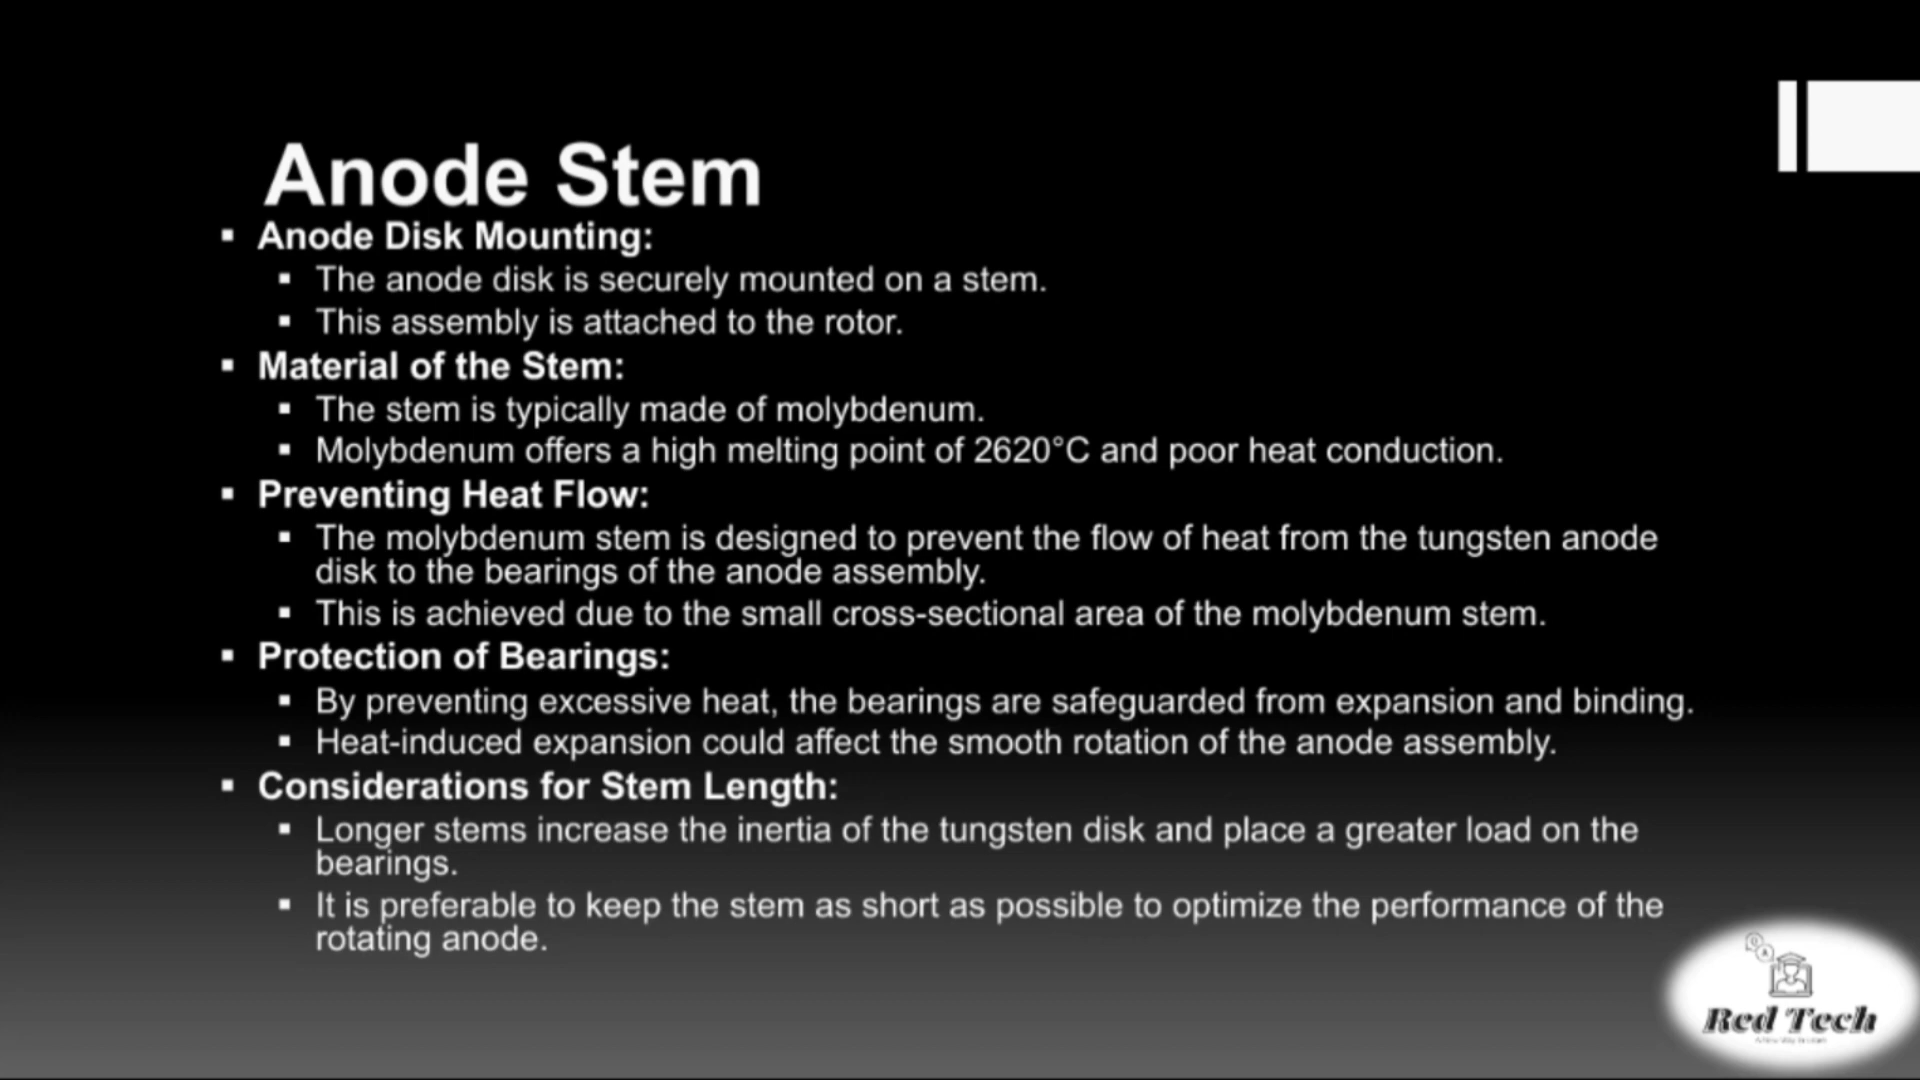 Anode Stem
▪ Anode Disk Mounting:
▪ The anode disk is securely mounted on a stem.
▪ This assembly is attached to the rotor.
▪ Material of the Stem:
▪ The stem is typically made of molybdenum.
▪ Molybdenum offers a high melting point of 2620°C and poor heat conduction.
▪ Preventing Heat Flow:
▪ The molybdenum stem is designed to prevent the flow of heat from the tungsten anode
disk to the bearings of the anode assembly.
▪ This is achieved due to the small cross-sectional area of the molybdenum stem.
▪ Protection of Bearings:
▪ By preventing excessive heat, the bearings are safeguarded from expansion and binding.
▪ Heat-induced expansion could affect the smooth rotation of the anode assembly.
▪ Considerations for Stem Length:
▪ Longer stems increase the inertia of the tungsten disk and place a greater load on the
bearings.
▪ It is preferable to keep the stem as short as possible to optimize the performance of the
rotating anode.
Q
A
Red Tech